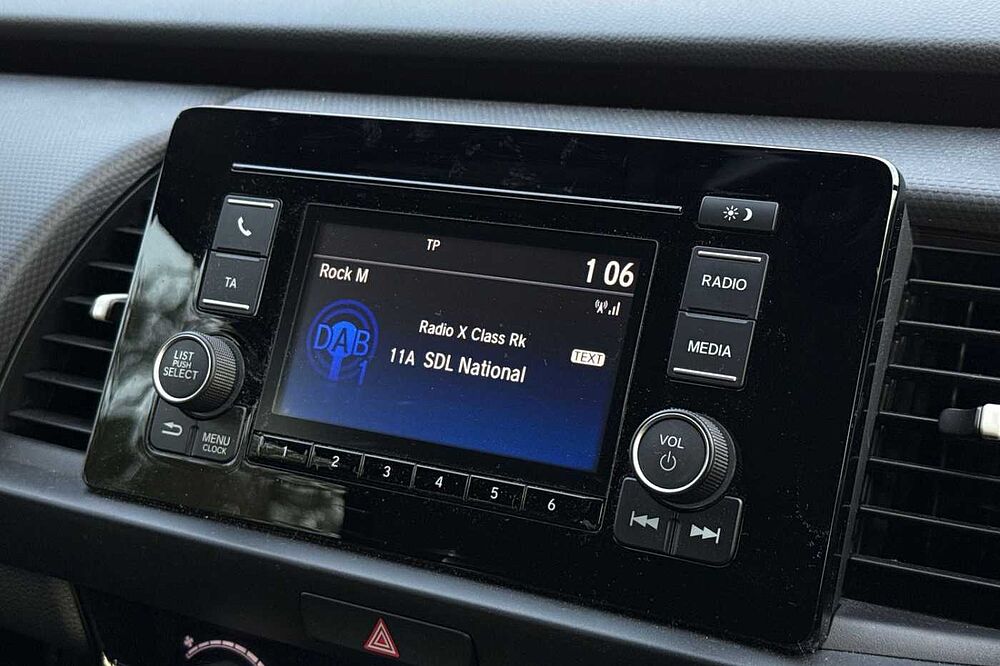 TP
Rock M
1 06
DAB
1
Radio X Class Rk
11A SDL National
TEXT
TA
LIST
PUSH
SELECT
MENU
CLOCK
1 2 3 4 5 6
RADIO
MEDIA
VOL